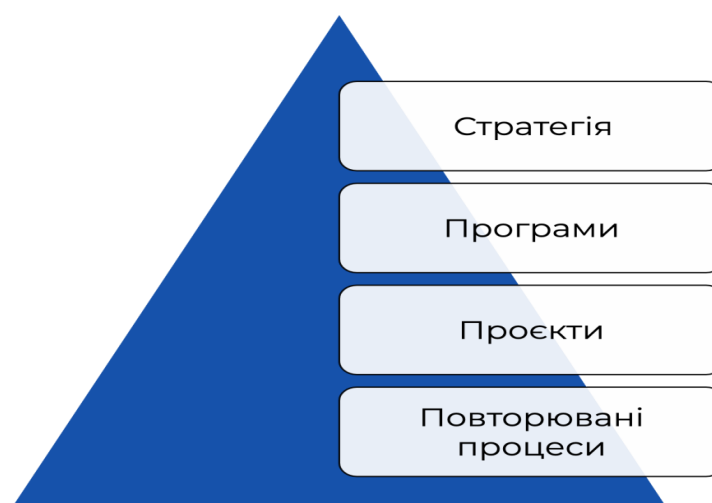 Стратегія
Програми
Проєкти
Повторювані
процеси